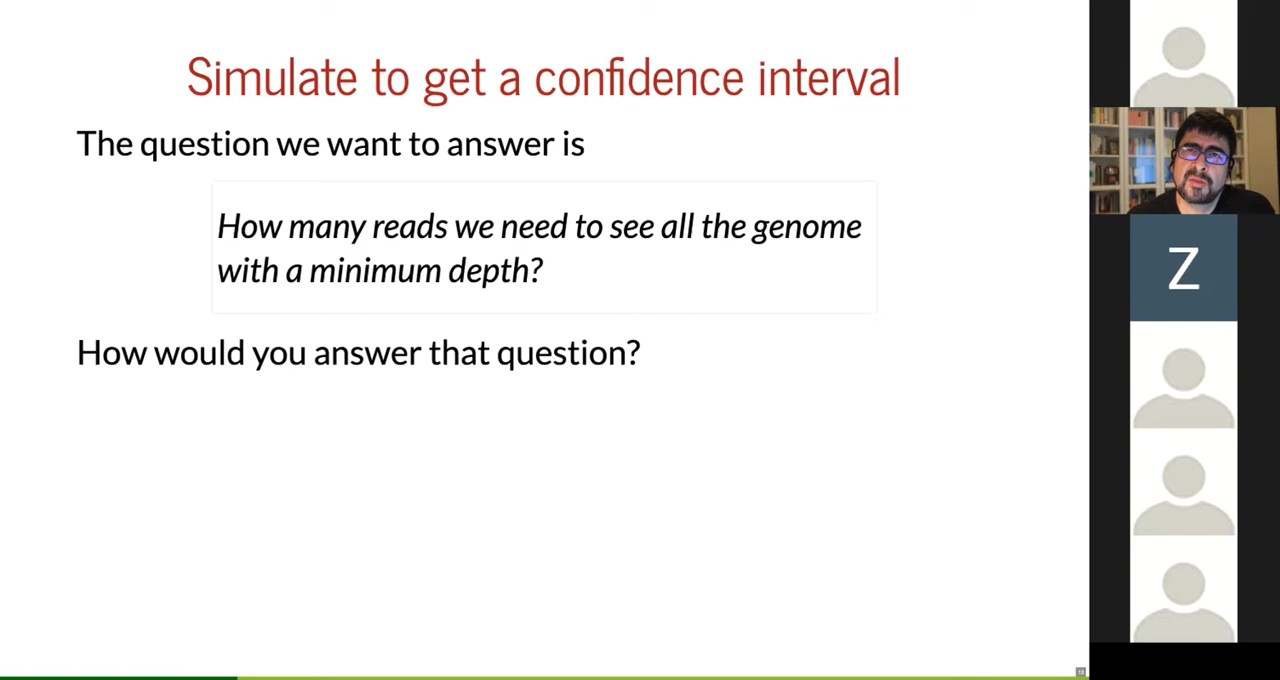 Simulate to get a confidence interval
The question we want to answer is
How many reads we need to see all the genome
with a minimum depth?
How would you answer that question?
Z